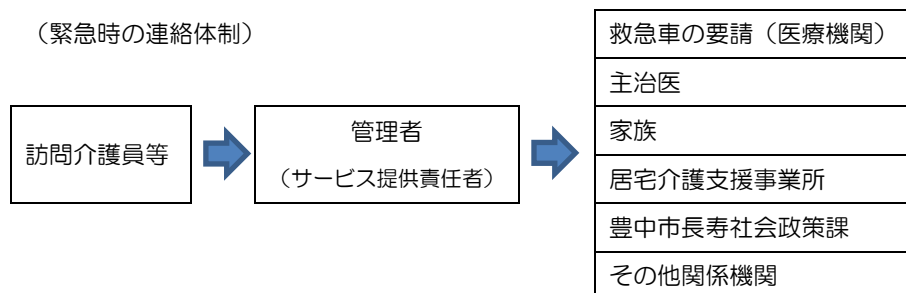 （緊急時の連絡体制）
訪問介護員等
管理者
（サービス提供責任者）
救急車の要請（医療機関）
主治医
家族
居宅介護支援事業所
豊中市長寿社会政策課
その他関係機関